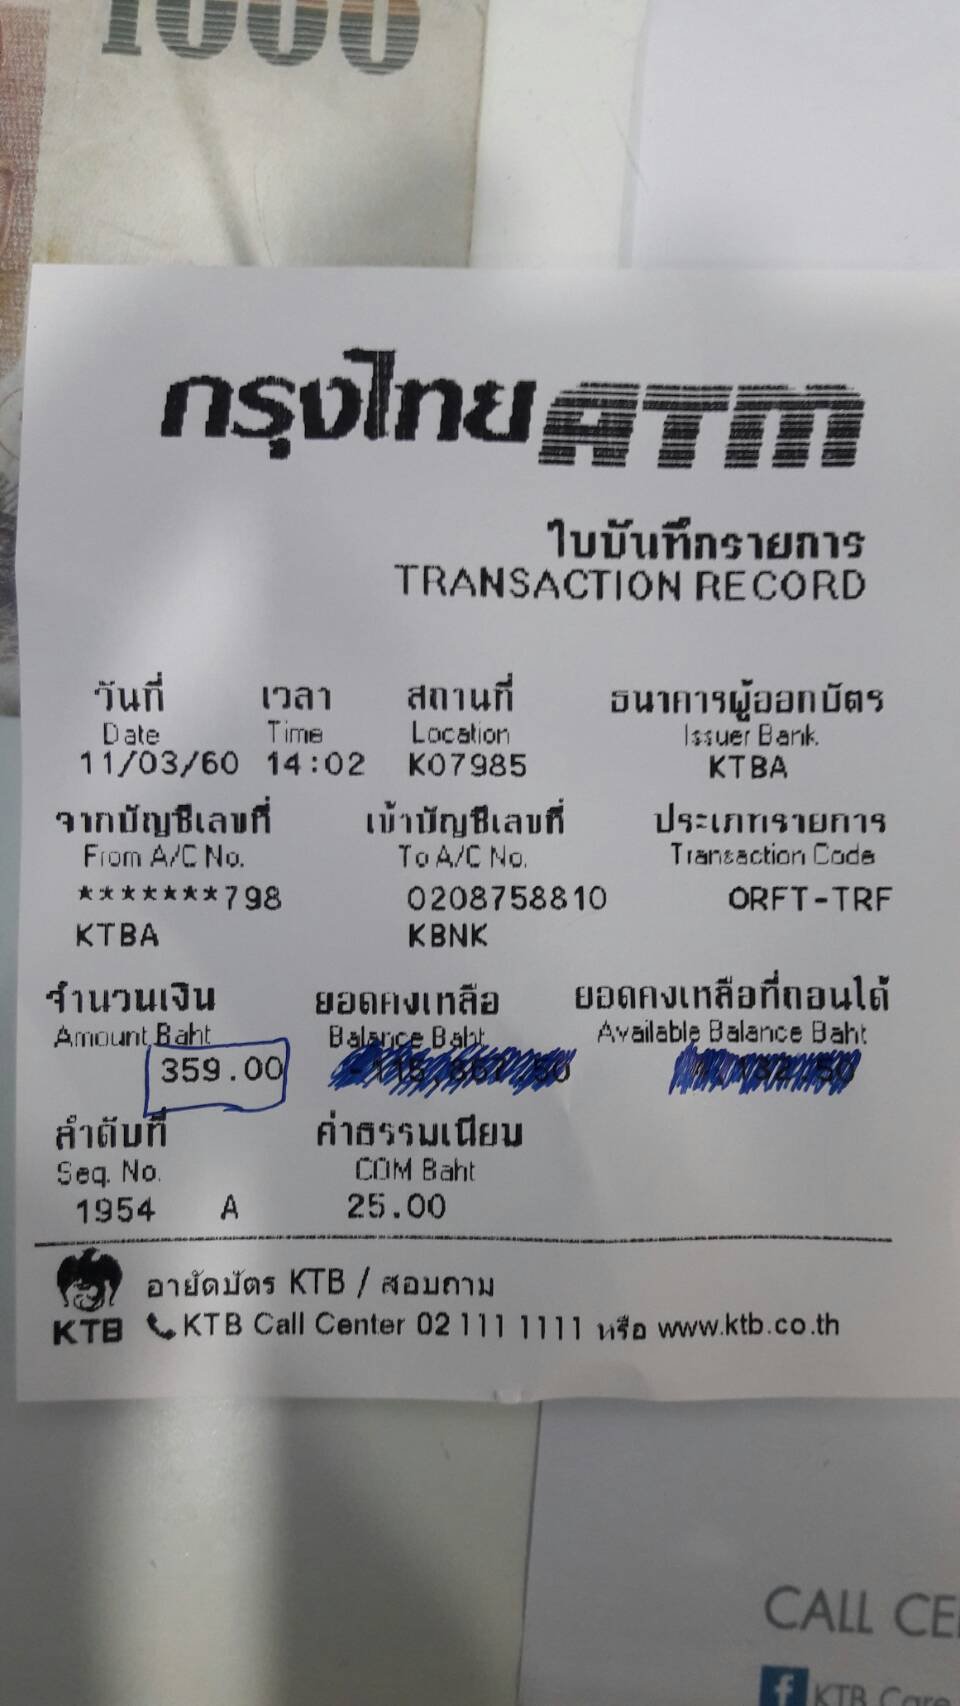 1000
กรุงไทย ATM
ใบบันทึกรายการ
TRANSACTION RECORD
วันที่ เวลา สถานที่ ธนาคารผู้ออกบัตร
Date Time Location Issuer Bank
11/03/60 14:02 K07985 KTBA
จากบัญชีเลขที่ เข้าบัญชีเลขที่ ประเภทรายการ
From A/C No. To A/C No. Transaction Code
*******798 0208758810 ORFT-TRF
KTBA KBNK
จำนวนเงิน ยอดคงเหลือ ยอดคงเหลือที่ถอนได้
Amount Baht Balance Baht Available Balance Baht
359.00
ลำดับที่ ค่าธรรมเนียม
Seq. No. COM Baht
1954 A 25.00
อายัดบัตร KTB / สอบถาม
KTB KTB Call Center 02 111 1111 หรือ www.ktb.co.th
CALL CE
f KTB Care